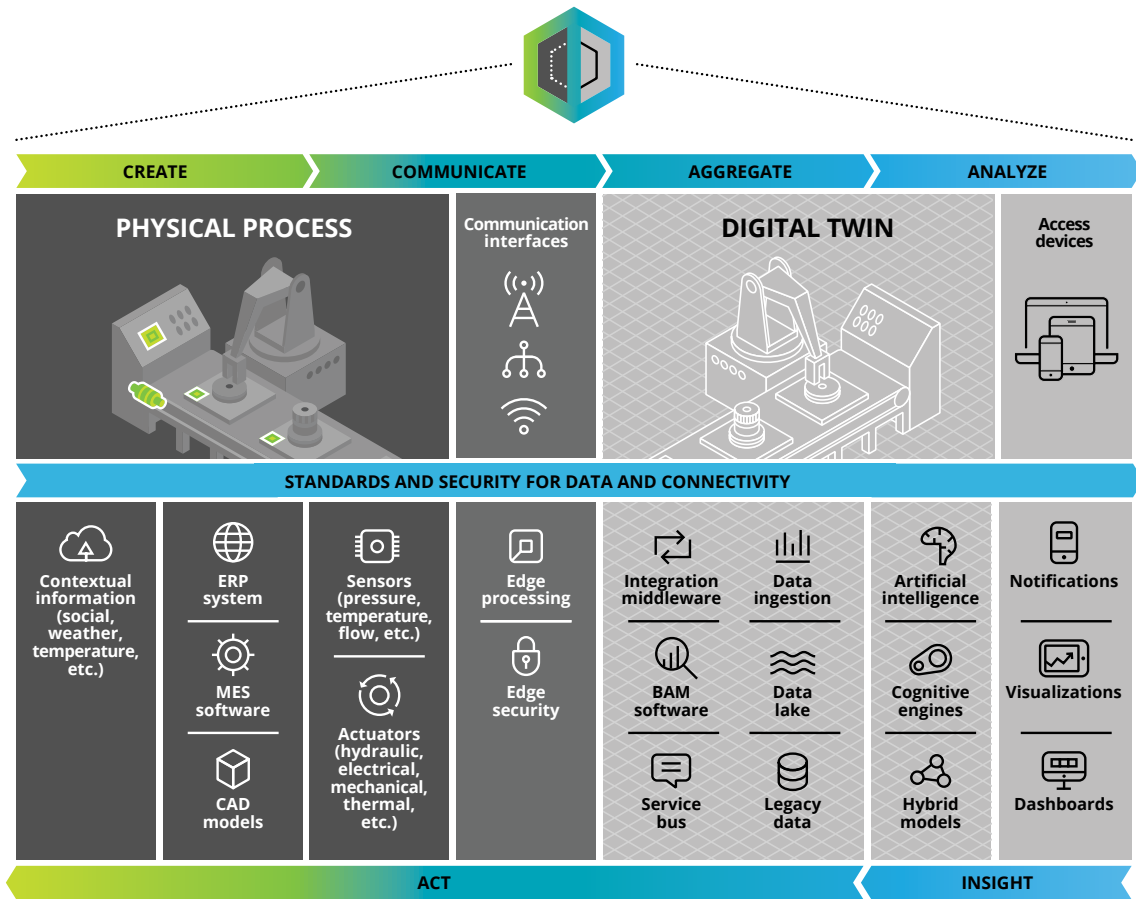 CREATE
COMMUNICATE
AGGREGATE
ANALYZE
PHYSICAL PROCESS
Communication
interfaces
DIGITAL TWIN
Access
devices
STANDARDS AND SECURITY FOR DATA AND CONNECTIVITY
Contextual
information
(social,
weather,
temperature,
etc.)
ERP
system
MES
software
CAD
models
Sensors
(pressure,
temperature,
flow, etc.)
Actuators
(hydraulic,
electrical,
mechanical,
thermal,
etc.)
Edge
processing
Edge
security
Integration
middleware
BAM
software
Service
bus
Data
ingestion
Data
lake
Legacy
data
Artificial
intelligence
Cognitive
engines
Hybrid
models
Notifications
Visualizations
Dashboards
ACT
INSIGHT